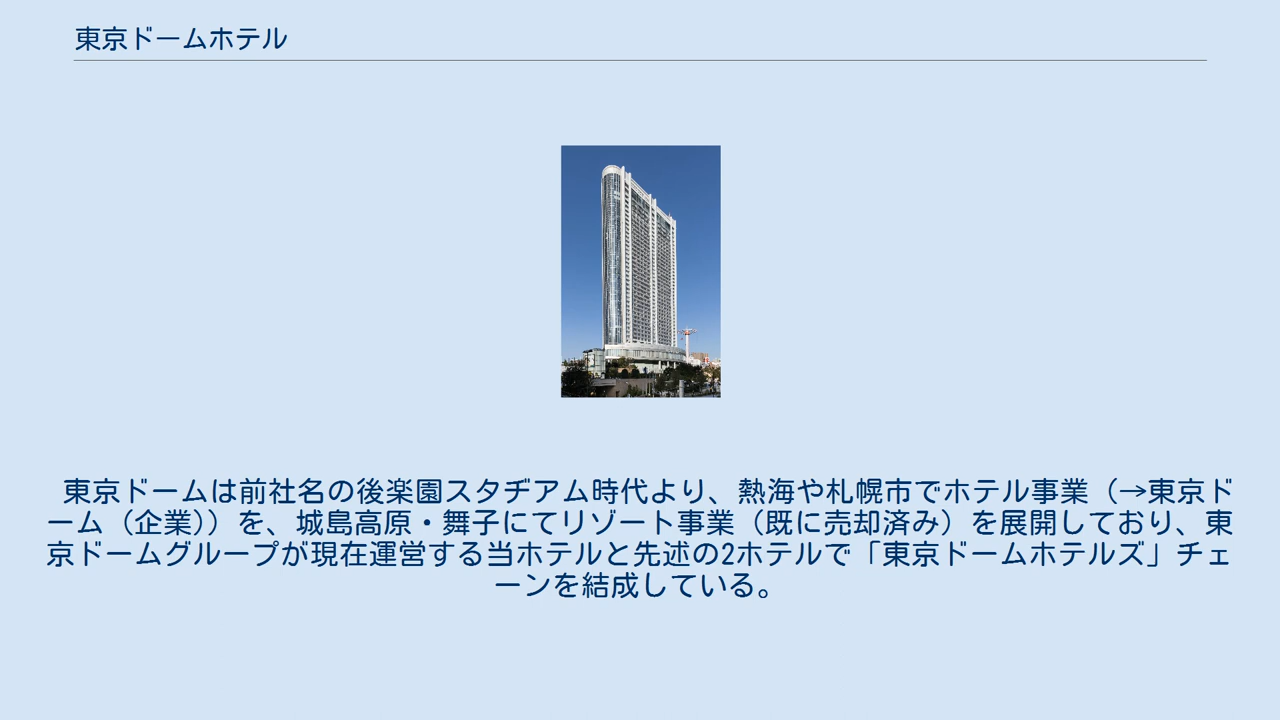 東京ドームホテル
東京ドームは前社名の後楽園スタヂアム時代より、熱海や札幌市でホテル事業（→東京ド
ーム（企業））を、城島高原・舞子にてリゾート事業（既に売却済み）を展開しており、東
京ドームグループが現在運営する当ホテルと先述の2ホテルで「東京ドームホテルズ」チェ
ーンを結成している。